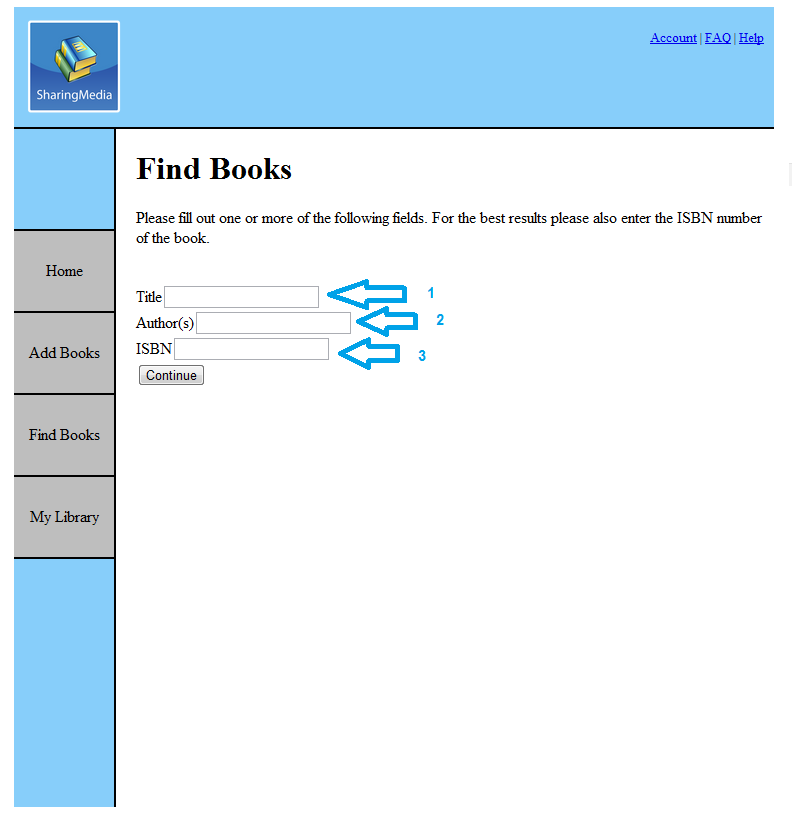 SharingMedia
Account | FAQ | Help
Find Books
Please fill out one or more of the following fields. For the best results please also enter the ISBN number
of the book.
Home
Add Books
Find Books
My Library
Title 1
Author(s) 2
ISBN 3
Continue